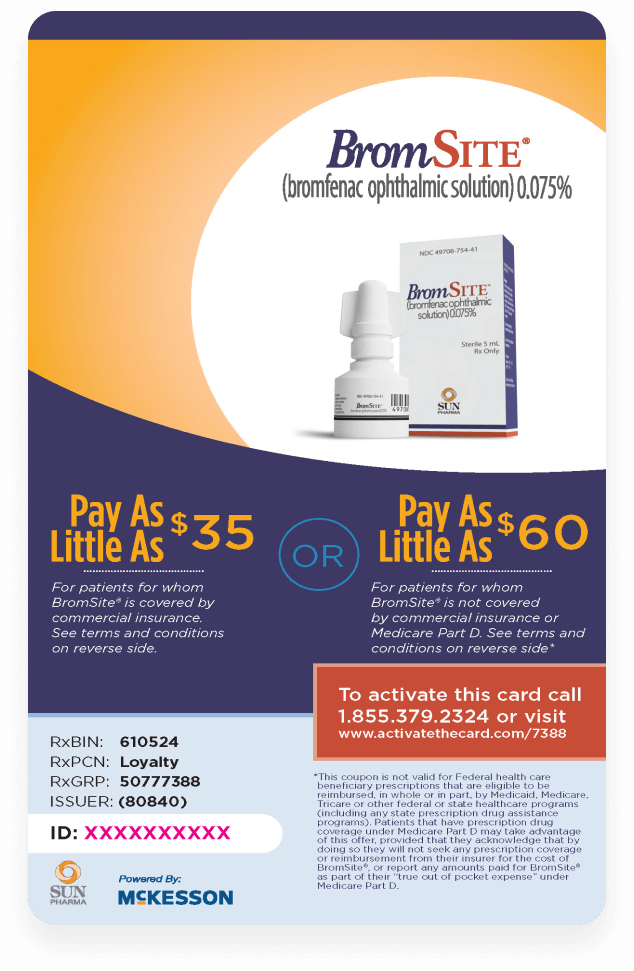 BromSite®
(bromfenac ophthalmic solution) 0.075%
NDC 49708-754-41
BromSite®
(bromfenac ophthalmic
solution) 0.075%
Sterile 5 mL
Rx Only
SUN
PHARMA
NDC 49708-754-41
BromSite®
49708
Pay As
Little As $35
For patients for whom
BromSite® is covered by
commercial insurance.
See terms and conditions
on reverse side.
OR
Pay As
Little As $60
For patients for whom
BromSite® is not covered
by commercial insurance or
Medicare Part D. See terms and
conditions on reverse side*
To activate this card call
1.855.379.2324 or visit
www.activatethecard.com/7388
RxBIN: 610524
RxPCN: Loyalty
RxGRP: 50777388
ISSUER: (80840)
ID: XXXXXXXXXX
SUN
PHARMA
Powered By:
MCKESSON
*This coupon is not valid for Federal health care
beneficiary prescriptions that are eligible to be
reimbursed, in whole or in part, by Medicaid, Medicare,
Tricare or other federal or state healthcare programs
(including any state prescription drug assistance
programs). Patients that have prescription drug
coverage under Medicare Part D may take advantage
of this offer, provided that they acknowledge that by
doing so they will not seek any prescription coverage
or reimbursement from their insurer for the cost of
BromSite®, or report any amounts paid for BromSite®
as part of their "true out of pocket expense" under
Medicare Part D.